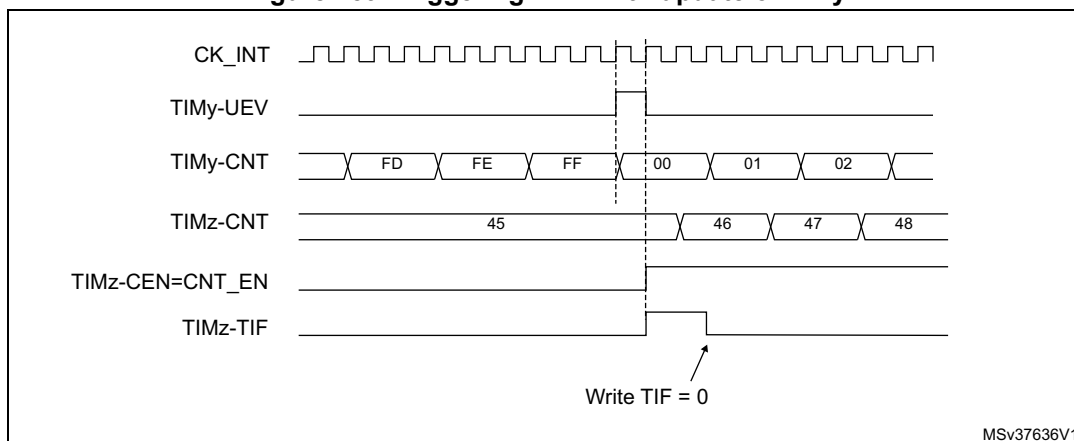 CK_INT
TIMy-UEV
TIMy-CNT FD FE FF 00 01 02
TIMz-CNT 45 46 47 48
TIMz-CEN=CNT_EN
TIMz-TIF
Write TIF = 0
MSv37636V1